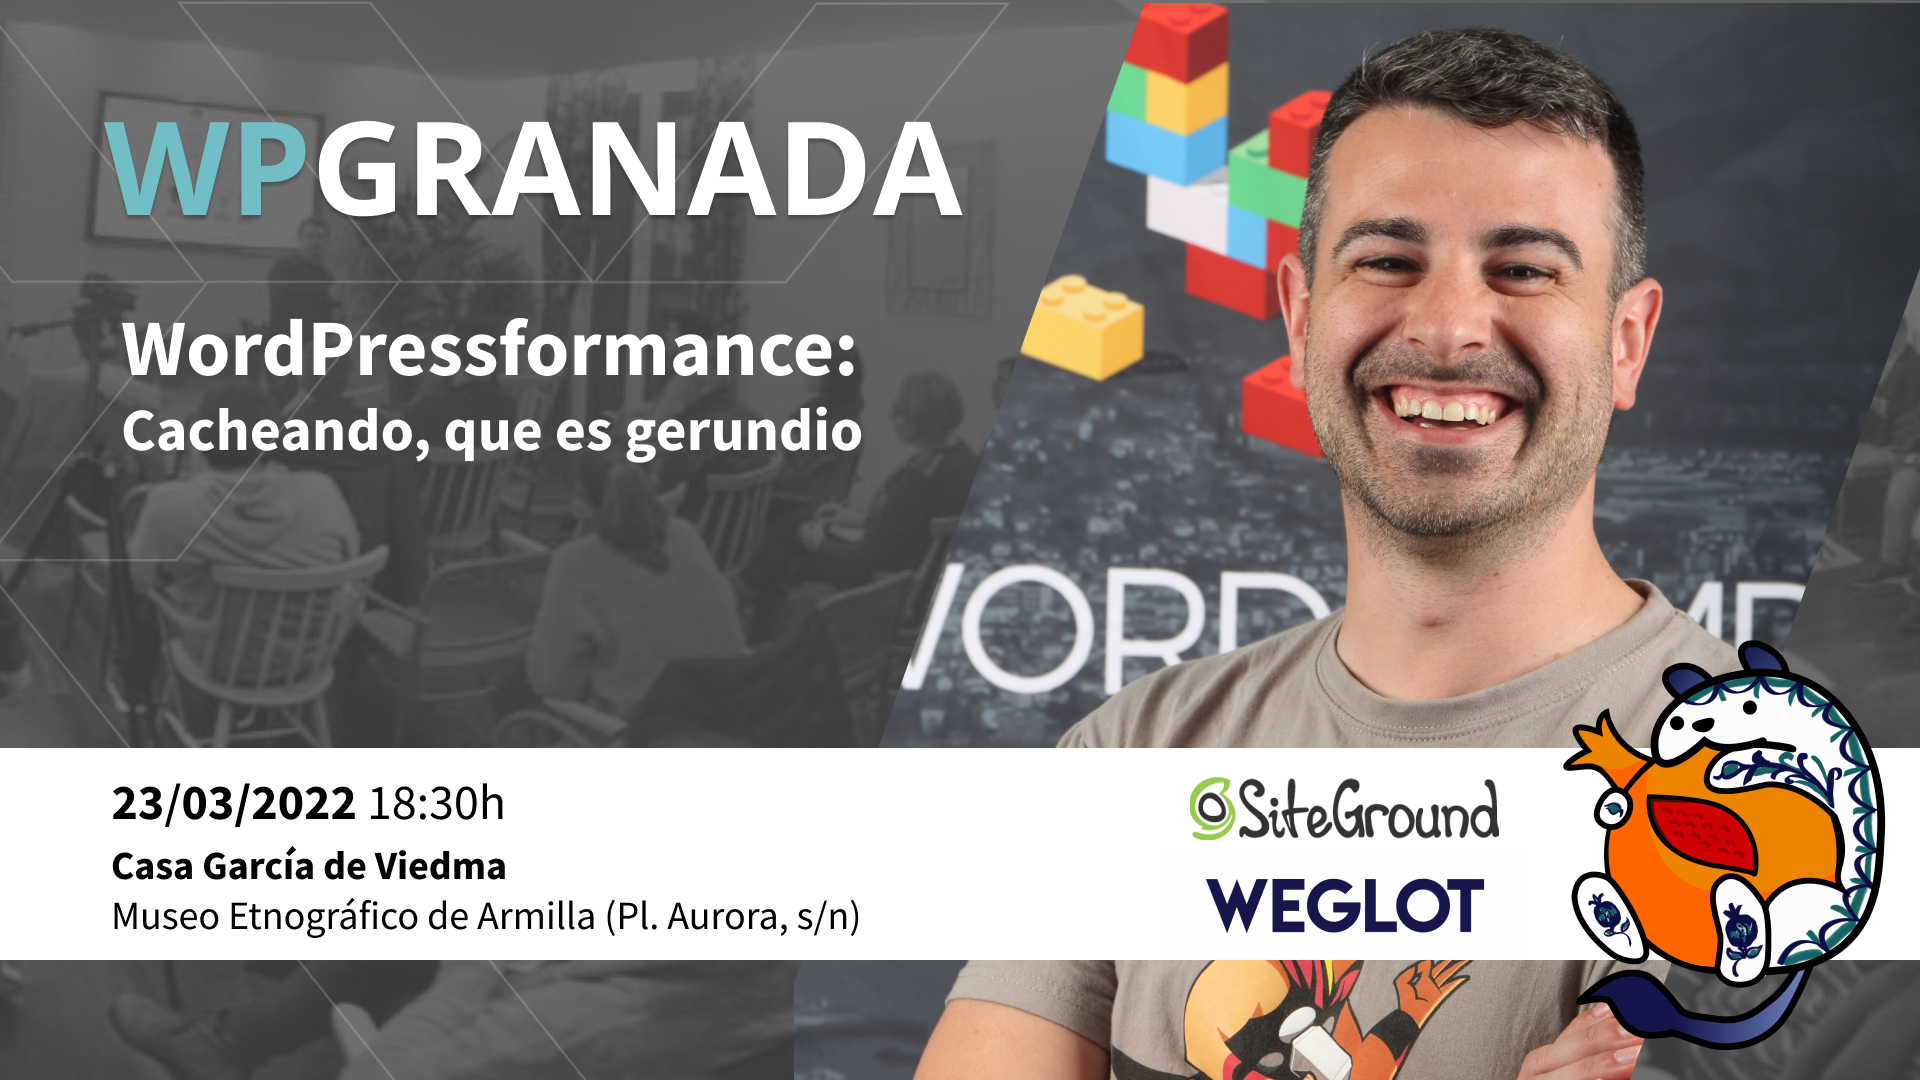 WPGRANADA
WordPressformance:
Cacheando, que es gerundio
WORD
23/03/2022 18:30h
Casa García de Viedma
Museo Etnográfico de Armilla (Pl. Aurora, s/n)
SiteGround
WEGLOT